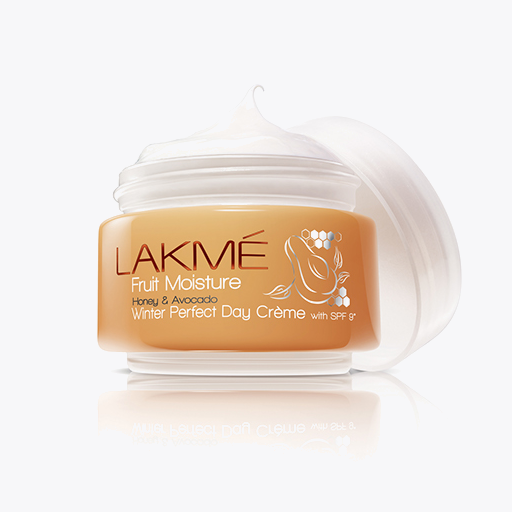 LAKMÉ
Fruit Moisture
Honey & Avocado
Winter Perfect Day Crème with SPF 9*